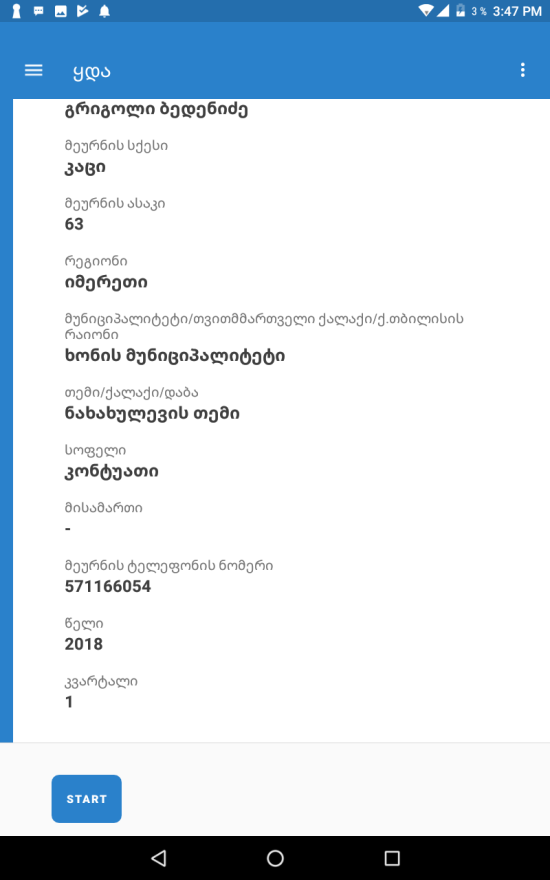 3 % 3:47 PM
ყდა
გრიგოლი ბედენიძე
მეურნის სქესი
კაცი
მეურნის ასაკი
63
რეგიონი
იმერეთი
მუნიციპალიტეტი/თვითმმართველი ქალაქი/ქ.თბილისის
რაიონი
ხონის მუნიციპალიტეტი
თემი/ქალაქი/დაბა
ნახახულევის თემი
სოფელი
კონტუათი
მისამართი
-
მეურნის ტელეფონის ნომერი
571166054
წელი
2018
კვარტალი
1
START